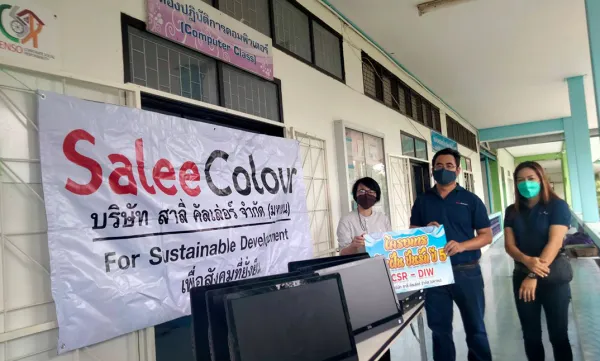 ENSO
ห้องปฏิบัติการคอมพิวเตอร์
(Computer Class)
Salee Colour
บริษัท สาลี่ คัลเล่อร์ จำกัด (มหาชน)
For Sustainable Development
เพื่อสังคมที่ยั่งยืน
CSR - DIW